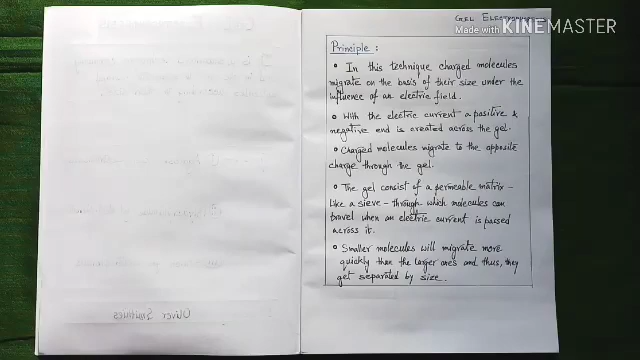 GEL ELECTROPHO
Made with KINEMASTER
Principle :
• In this technique charged molecules
migrate on the basis of their size under the
influence of an electric field.
• With the electric current a positive &
negative end is created across the gel.
• Charged molecules migrate to the opposite
charge through the gel.
• The gel consist of a permeable matrix –
like a sieve – through which molecules can
travel when an electric current is passed
across it.
• Smaller molecules will migrate more
quickly than the larger ones and thus, they
get separated by size.